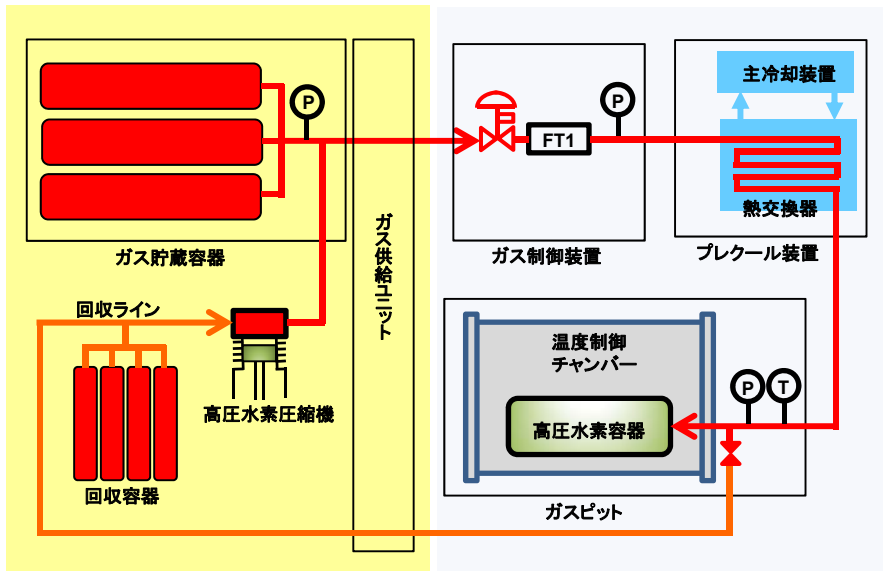 主冷却装置
P
P
FT1
熱交換器
ガス貯蔵容器
ガス供給ユニット
ガス制御装置
プレクール装置
回収ライン
温度制御
チャンバー
P
T
高圧水素圧縮機
高圧水素容器
回収容器
ガスピット